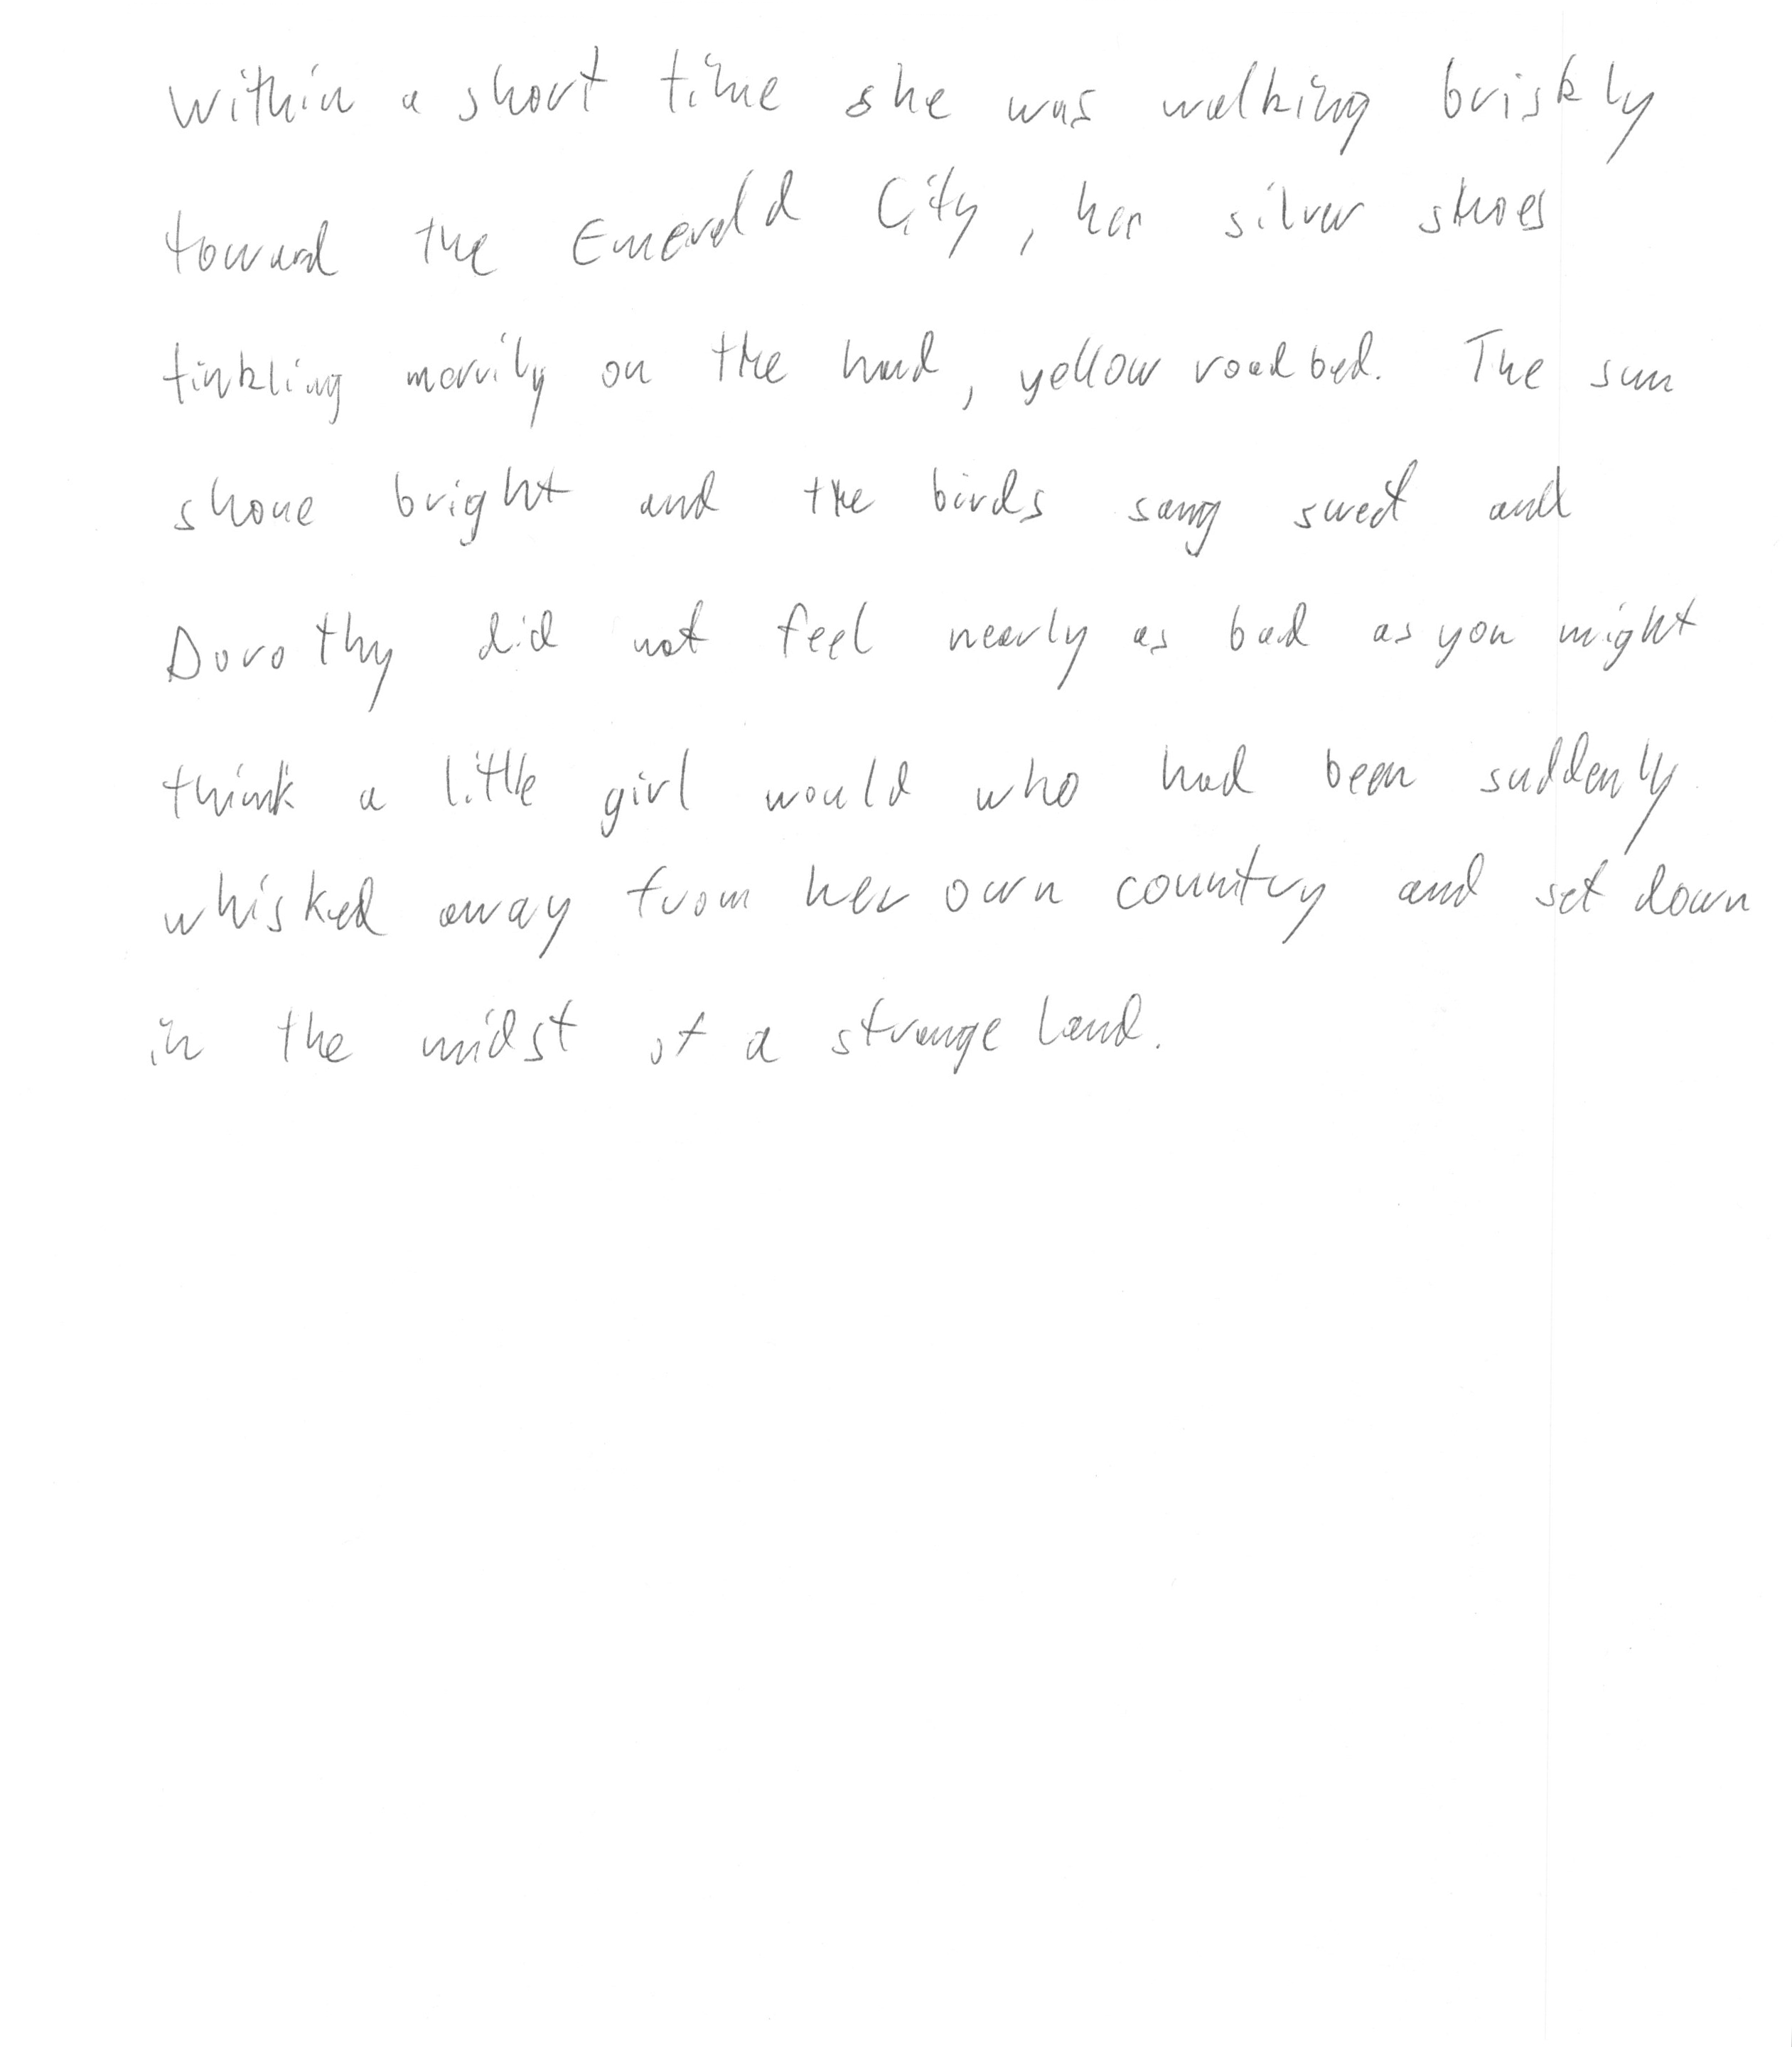 Within a short time she was walking briskly
toward the Emerald City, her silver shoes
tinkling merrily on the hard, yellow roadbed. The sun
shone bright and the birds sang sweet and
Dorothy did not feel nearly as bad as you might
think a little girl would who had been suddenly
whisked away from her own country and set down
in the midst of a strange land.